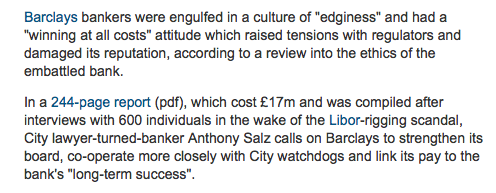 Barclays bankers were engulfed in a culture of "edginess" and had a
"winning at all costs" attitude which raised tensions with regulators and
damaged its reputation, according to a review into the ethics of the
embattled bank.
In a 244-page report (pdf), which cost £17m and was compiled after
interviews with 600 individuals in the wake of the Libor-rigging scandal,
City lawyer-turned-banker Anthony Salz calls on Barclays to strengthen its
board, co-operate more closely with City watchdogs and link its pay to the
bank's "long-term success".